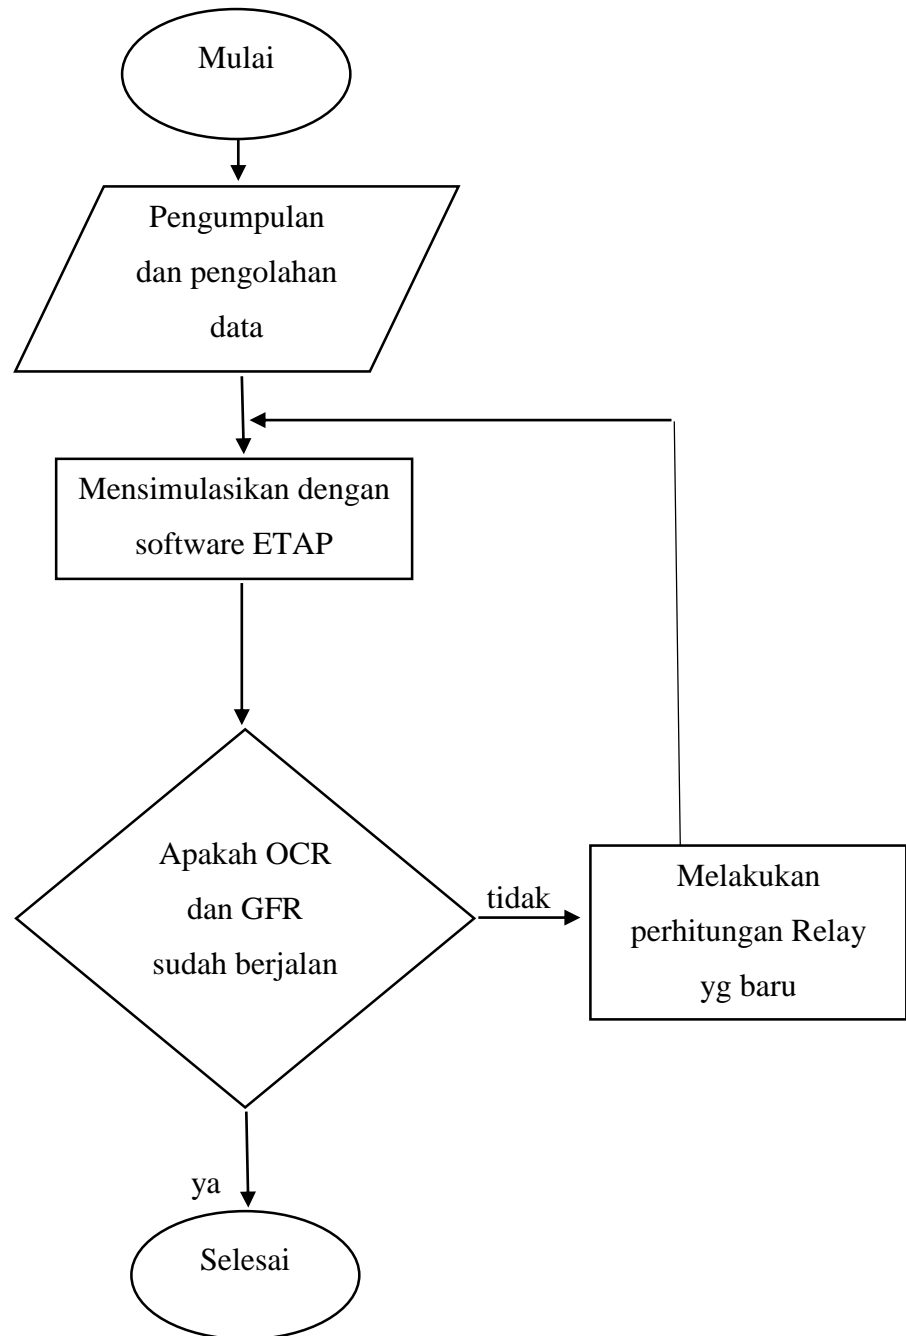 Mulai
Pengumpulan
dan pengolahan
data
Mensimulasikan dengan
software ETAP
Apakah OCR
dan GFR
sudah berjalan
tidak
Melakukan
perhitungan Relay
yg baru
ya
Selesai